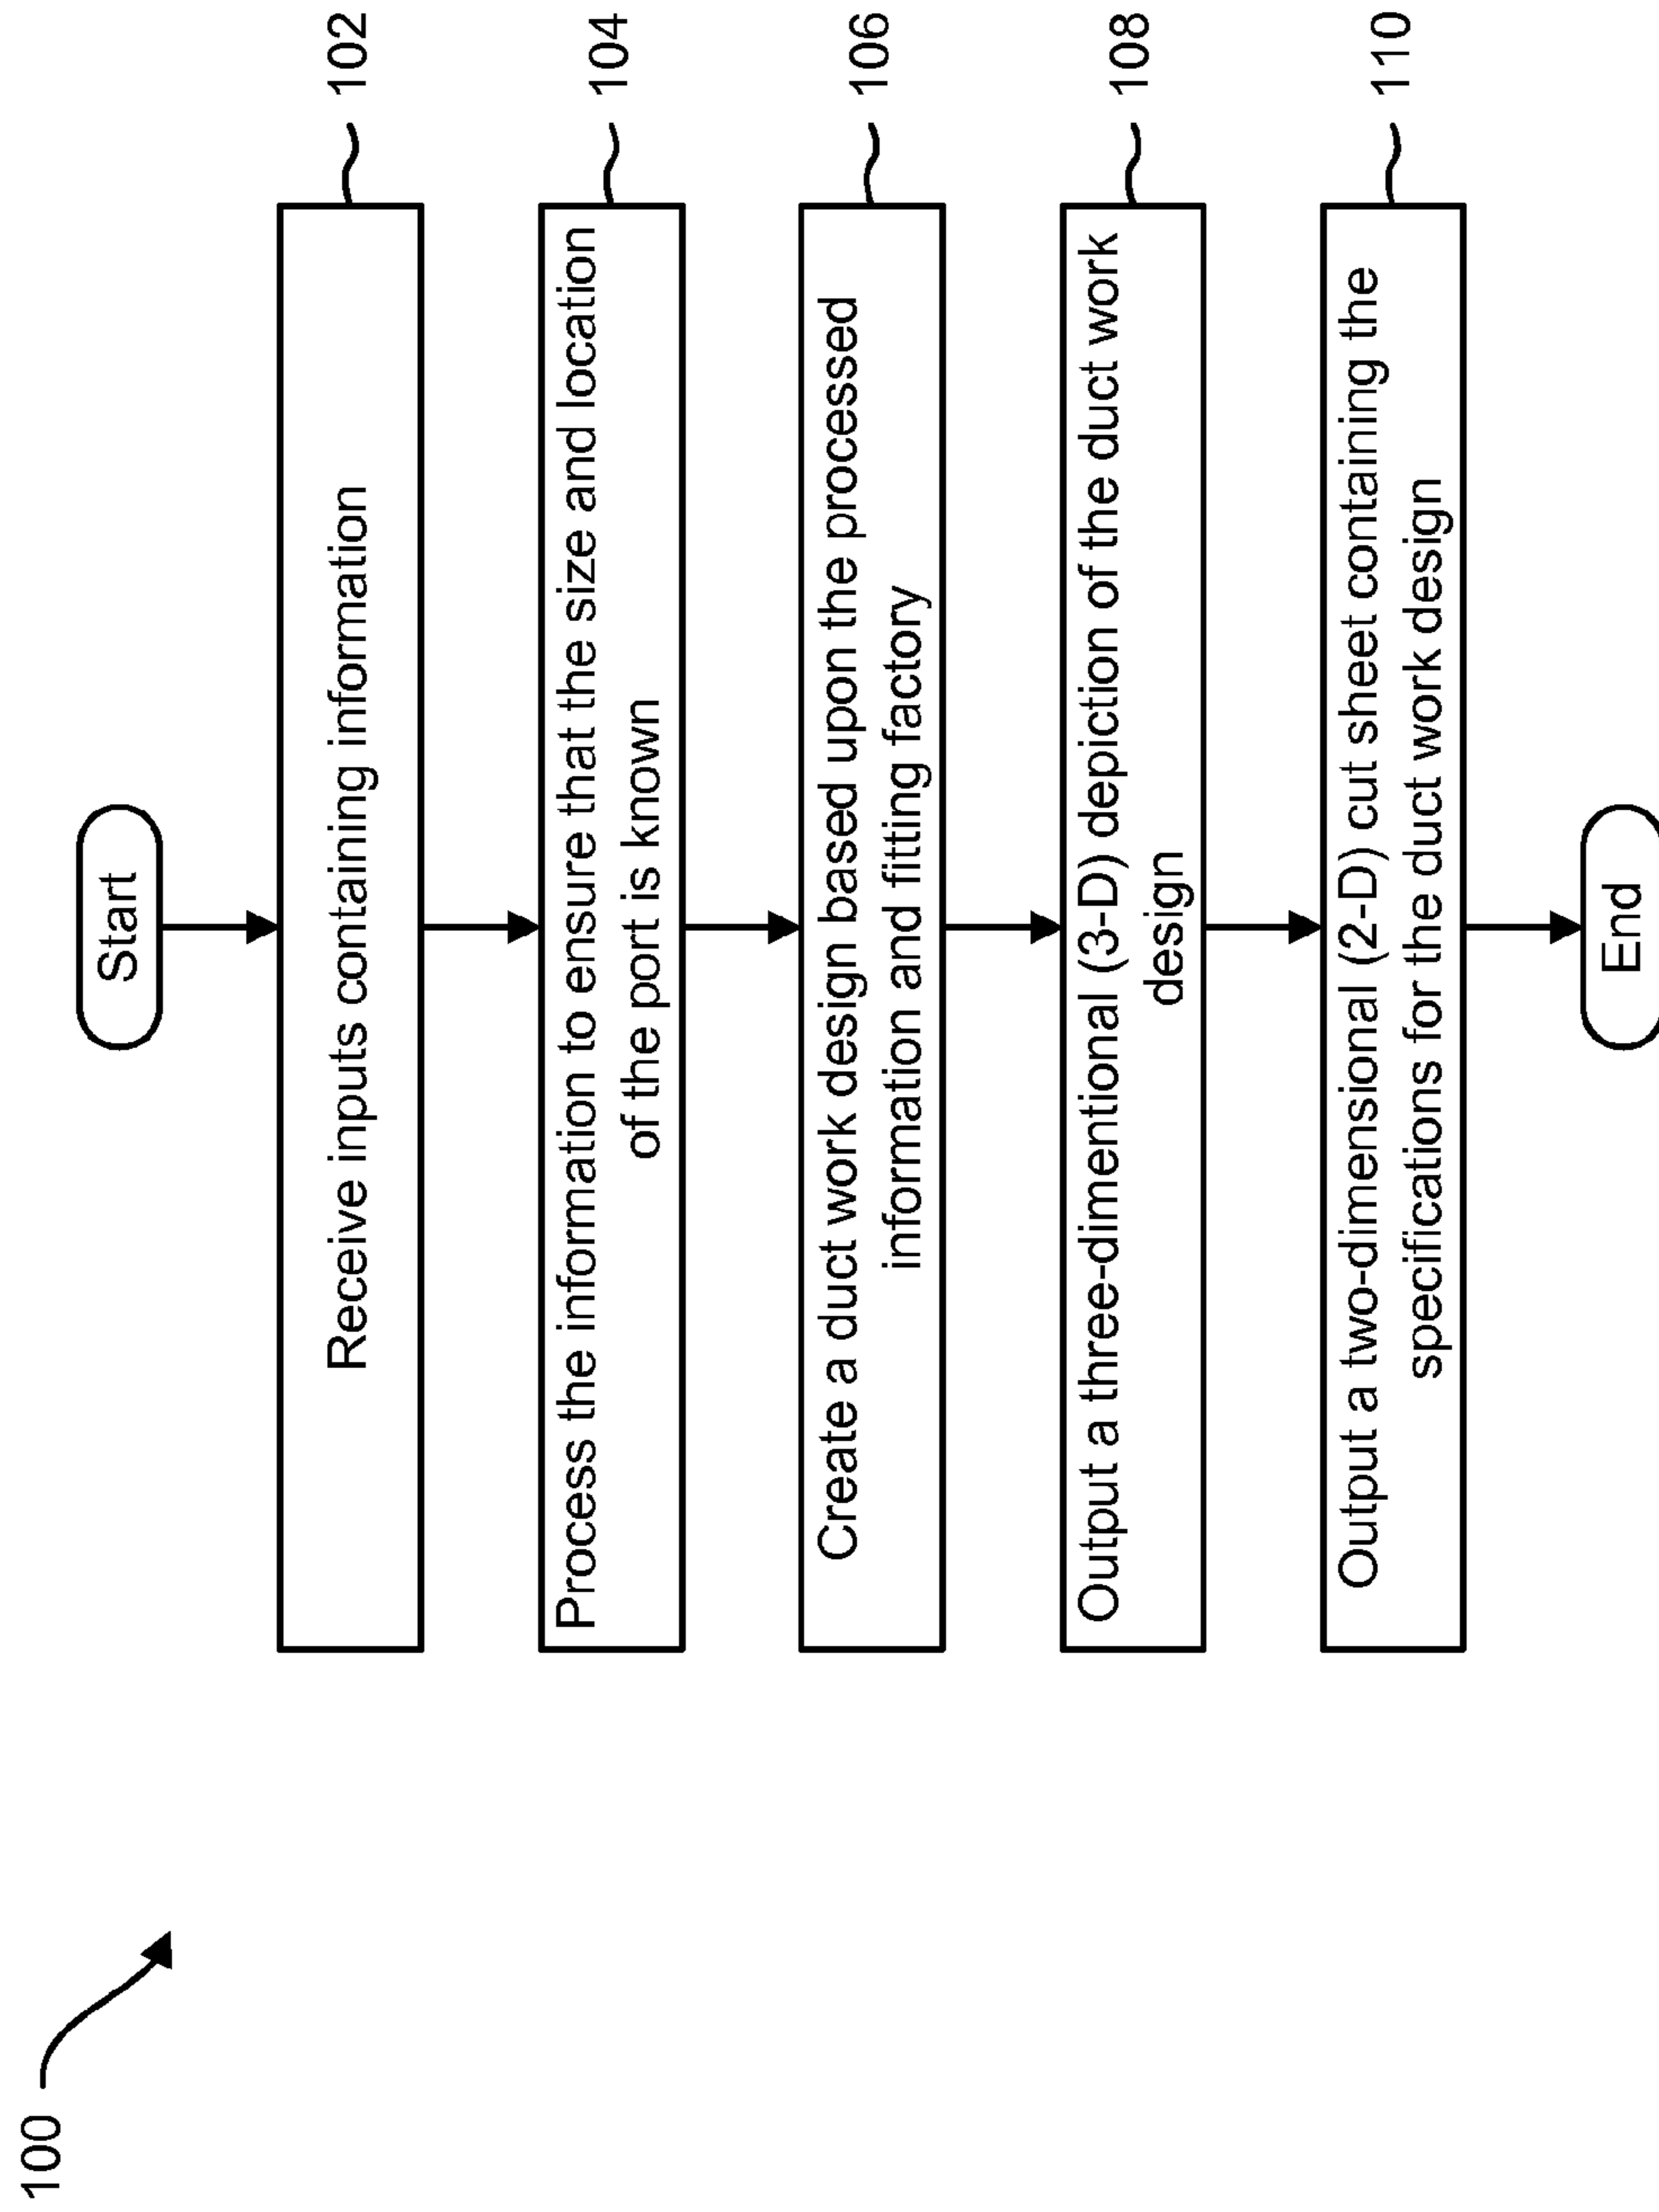 100
Start
Receive inputs containing information
102
Process the information to ensure that the size and location
of the port is known
104
Create a duct work design based upon the processed
information and fitting factory
106
Output a three-dimentional (3-D) depiction of the duct work
design
108
Output a two-dimensional (2-D) cut sheet containing the
specifications for the duct work design
110
End